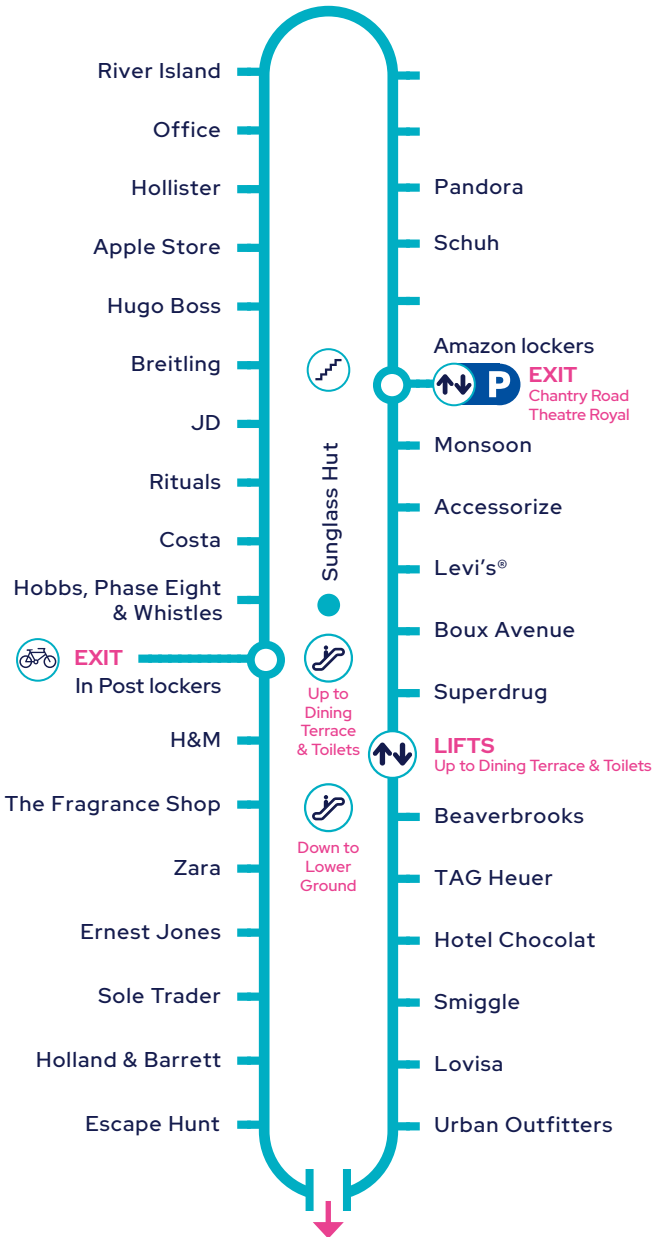 River Island
Office
Hollister
Apple Store
Hugo Boss
Breitling
JD
Rituals
Costa
Hobbs, Phase Eight
& Whistles
EXIT
In Post lockers
H&M
The Fragrance Shop
Zara
Ernest Jones
Sole Trader
Holland & Barrett
Escape Hunt
Sunglass Hut
Up to
Dining
Terrace
& Toilets
Down to
Lower
Ground
Pandora
Schuh
Amazon lockers
P
EXIT
Chantry Road
Theatre Royal
Monsoon
Accessorize
Levi's®
Boux Avenue
Superdrug
LIFTS
Up to Dining Terrace & Toilets
Beaverbrooks
TAG Heuer
Hotel Chocolat
Smiggle
Lovisa
Urban Outfitters